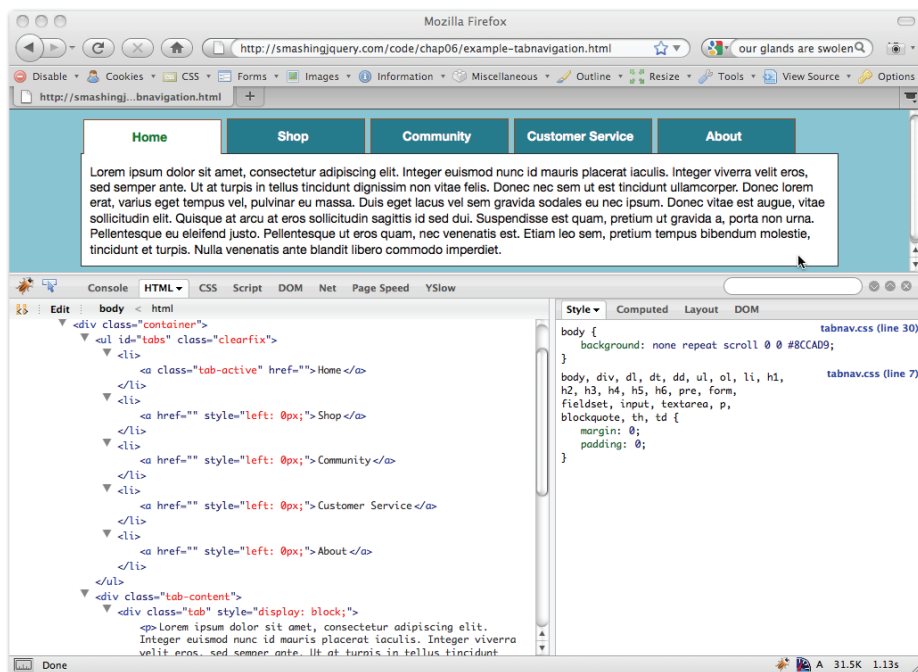 Mozilla Firefox
http://smashingjquery.com/code/chap06/example-tabnavigation.html
our glands are swolen
Disable Cookies CSS Forms Images Information Miscellaneous Outline Resize Tools View Source Options
http://smashingj...bnavigation.html
Home Shop Community Customer Service About
Lorem ipsum dolor sit amet, consectetur adipiscing elit. Integer euismod nunc id mauris placerat iaculis. Integer viverra velit eros,
sed semper ante. Ut at turpis in tellus tincidunt dignissim non vitae felis. Donec nec sem ut est tincidunt ullamcorper. Donec lorem
erat, varius eget tempus vel, pulvinar eu massa. Duis eget lacus vel sem gravida sodales eu nec ipsum. Donec vitae est augue, vitae
sollicitudin elit. Quisque at arcu at eros sollicitudin sagittis id sed dui. Suspendisse est quam, pretium ut gravida a, porta non urna.
Pellentesque eu eleifend justo. Pellentesque ut eros quam, nec venenatis est. Etiam leo sem, pretium tempus bibendum molestie,
tincidunt et turpis. Nulla venenatis ante blandit libero commodo imperdiet.
Console HTML CSS Script DOM Net Page Speed YSlow
Edit body < html
<div class="container">
<ul id="tabs" class="clearfix">
<li>
<a class="tab-active" href="">Home</a>
</li>
<li>
<a href="" style="left: 0px;">Shop</a>
</li>
<li>
<a href="" style="left: 0px;">Community</a>
</li>
<li>
<a href="" style="left: 0px;">Customer Service</a>
</li>
<li>
<a href="" style="left: 0px;">About</a>
</li>
</ul>
<div class="tab-content">
<div class="tab" style="display: block;">
<p>Lorem ipsum dolor sit amet, consectetur adipiscing elit.
Integer euismod nunc id mauris placerat iaculis. Integer viverra
velit eros, sed semper ante. Ut at turpis in tellus tincidunt
Style Computed Layout DOM
body { tabnav.css (line 30)
background: none repeat scroll 0 0 #8CCAD9;
}
body, div, dl, dt, dd, ul, ol, li, h1, tabnav.css (line 7)
h2, h3, h4, h5, h6, pre, form,
fieldset, input, textarea, p,
blockquote, th, td {
margin: 0;
padding: 0;
}
Done A 31.5K 1.13s